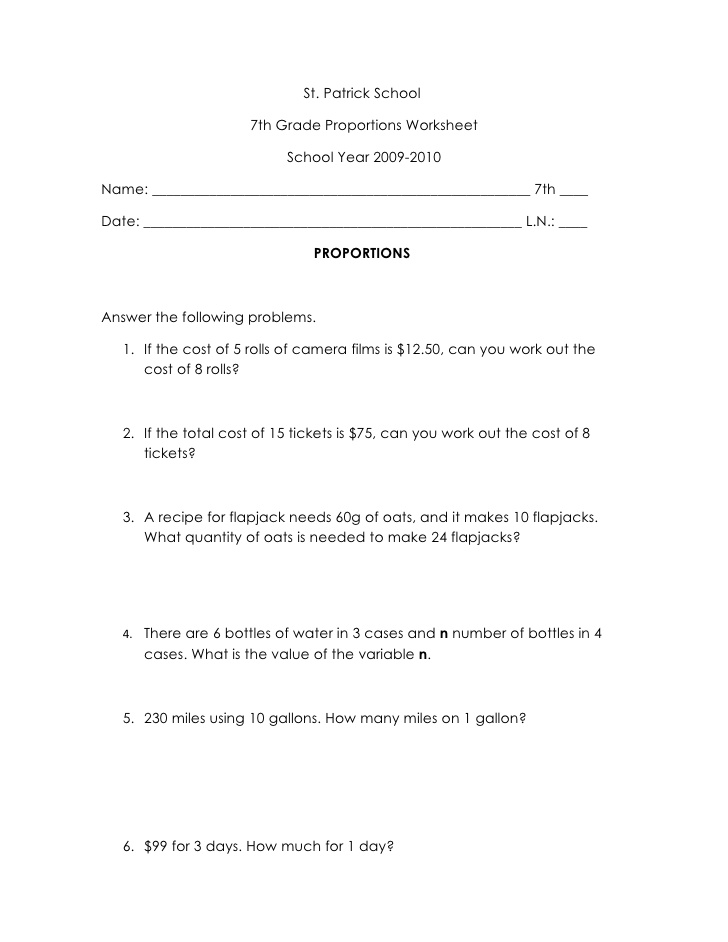 St. Patrick School
7th Grade Proportions Worksheet
School Year 2009-2010
Name: ______________________________________________________ 7th ____
Date: ______________________________________________________ L.N.: ____
PROPORTIONS
Answer the following problems.
1. If the cost of 5 rolls of camera films is $12.50, can you work out the
cost of 8 rolls?
2. If the total cost of 15 tickets is $75, can you work out the cost of 8
tickets?
3. A recipe for flapjack needs 60g of oats, and it makes 10 flapjacks.
What quantity of oats is needed to make 24 flapjacks?
4. There are 6 bottles of water in 3 cases and n number of bottles in 4
cases. What is the value of the variable n.
5. 230 miles using 10 gallons. How many miles on 1 gallon?
6. $99 for 3 days. How much for 1 day?